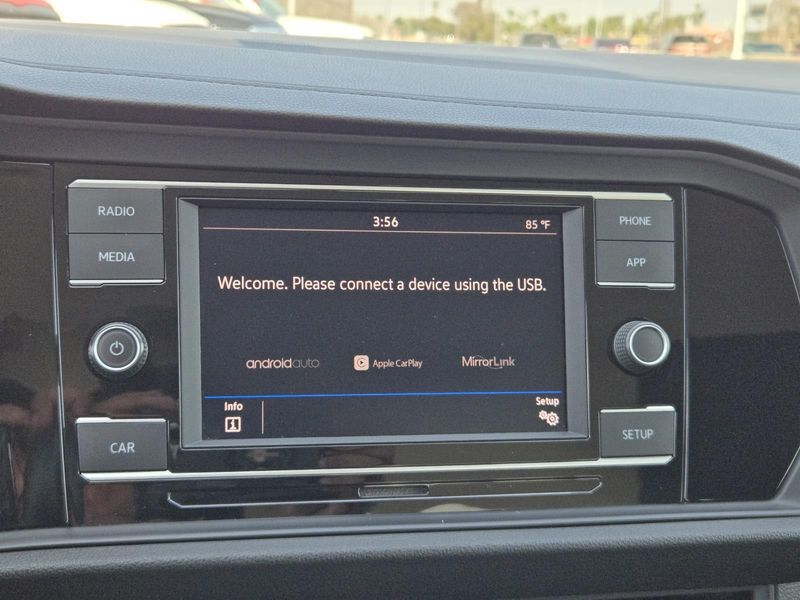 RADIO
MEDIA
CAR
3:56
85 °F
Welcome. Please connect a device using the USB.
androidauto
Apple CarPlay
MirrorLink
Info
Setup
PHONE
APP
SETUP